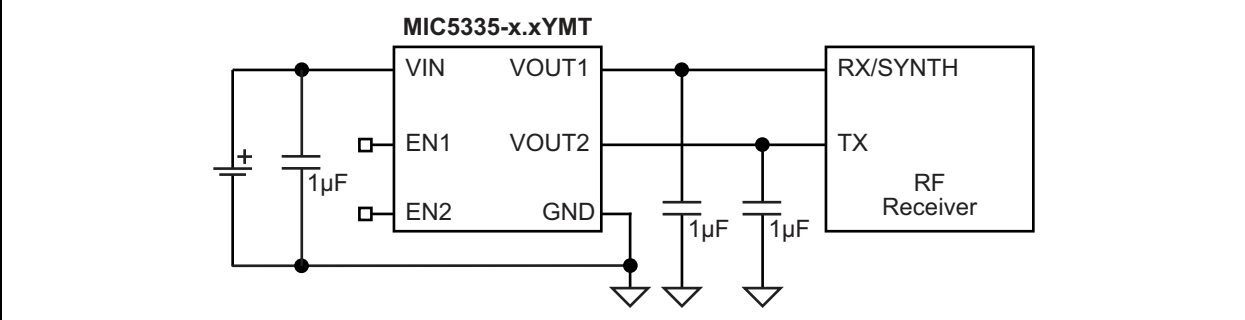 MIC5335-x.xYMT
VIN VOUT1 RX/SYNTH
EN1 VOUT2 TX
+
1µF
RF
Receiver
EN2 GND
1µF 1µF